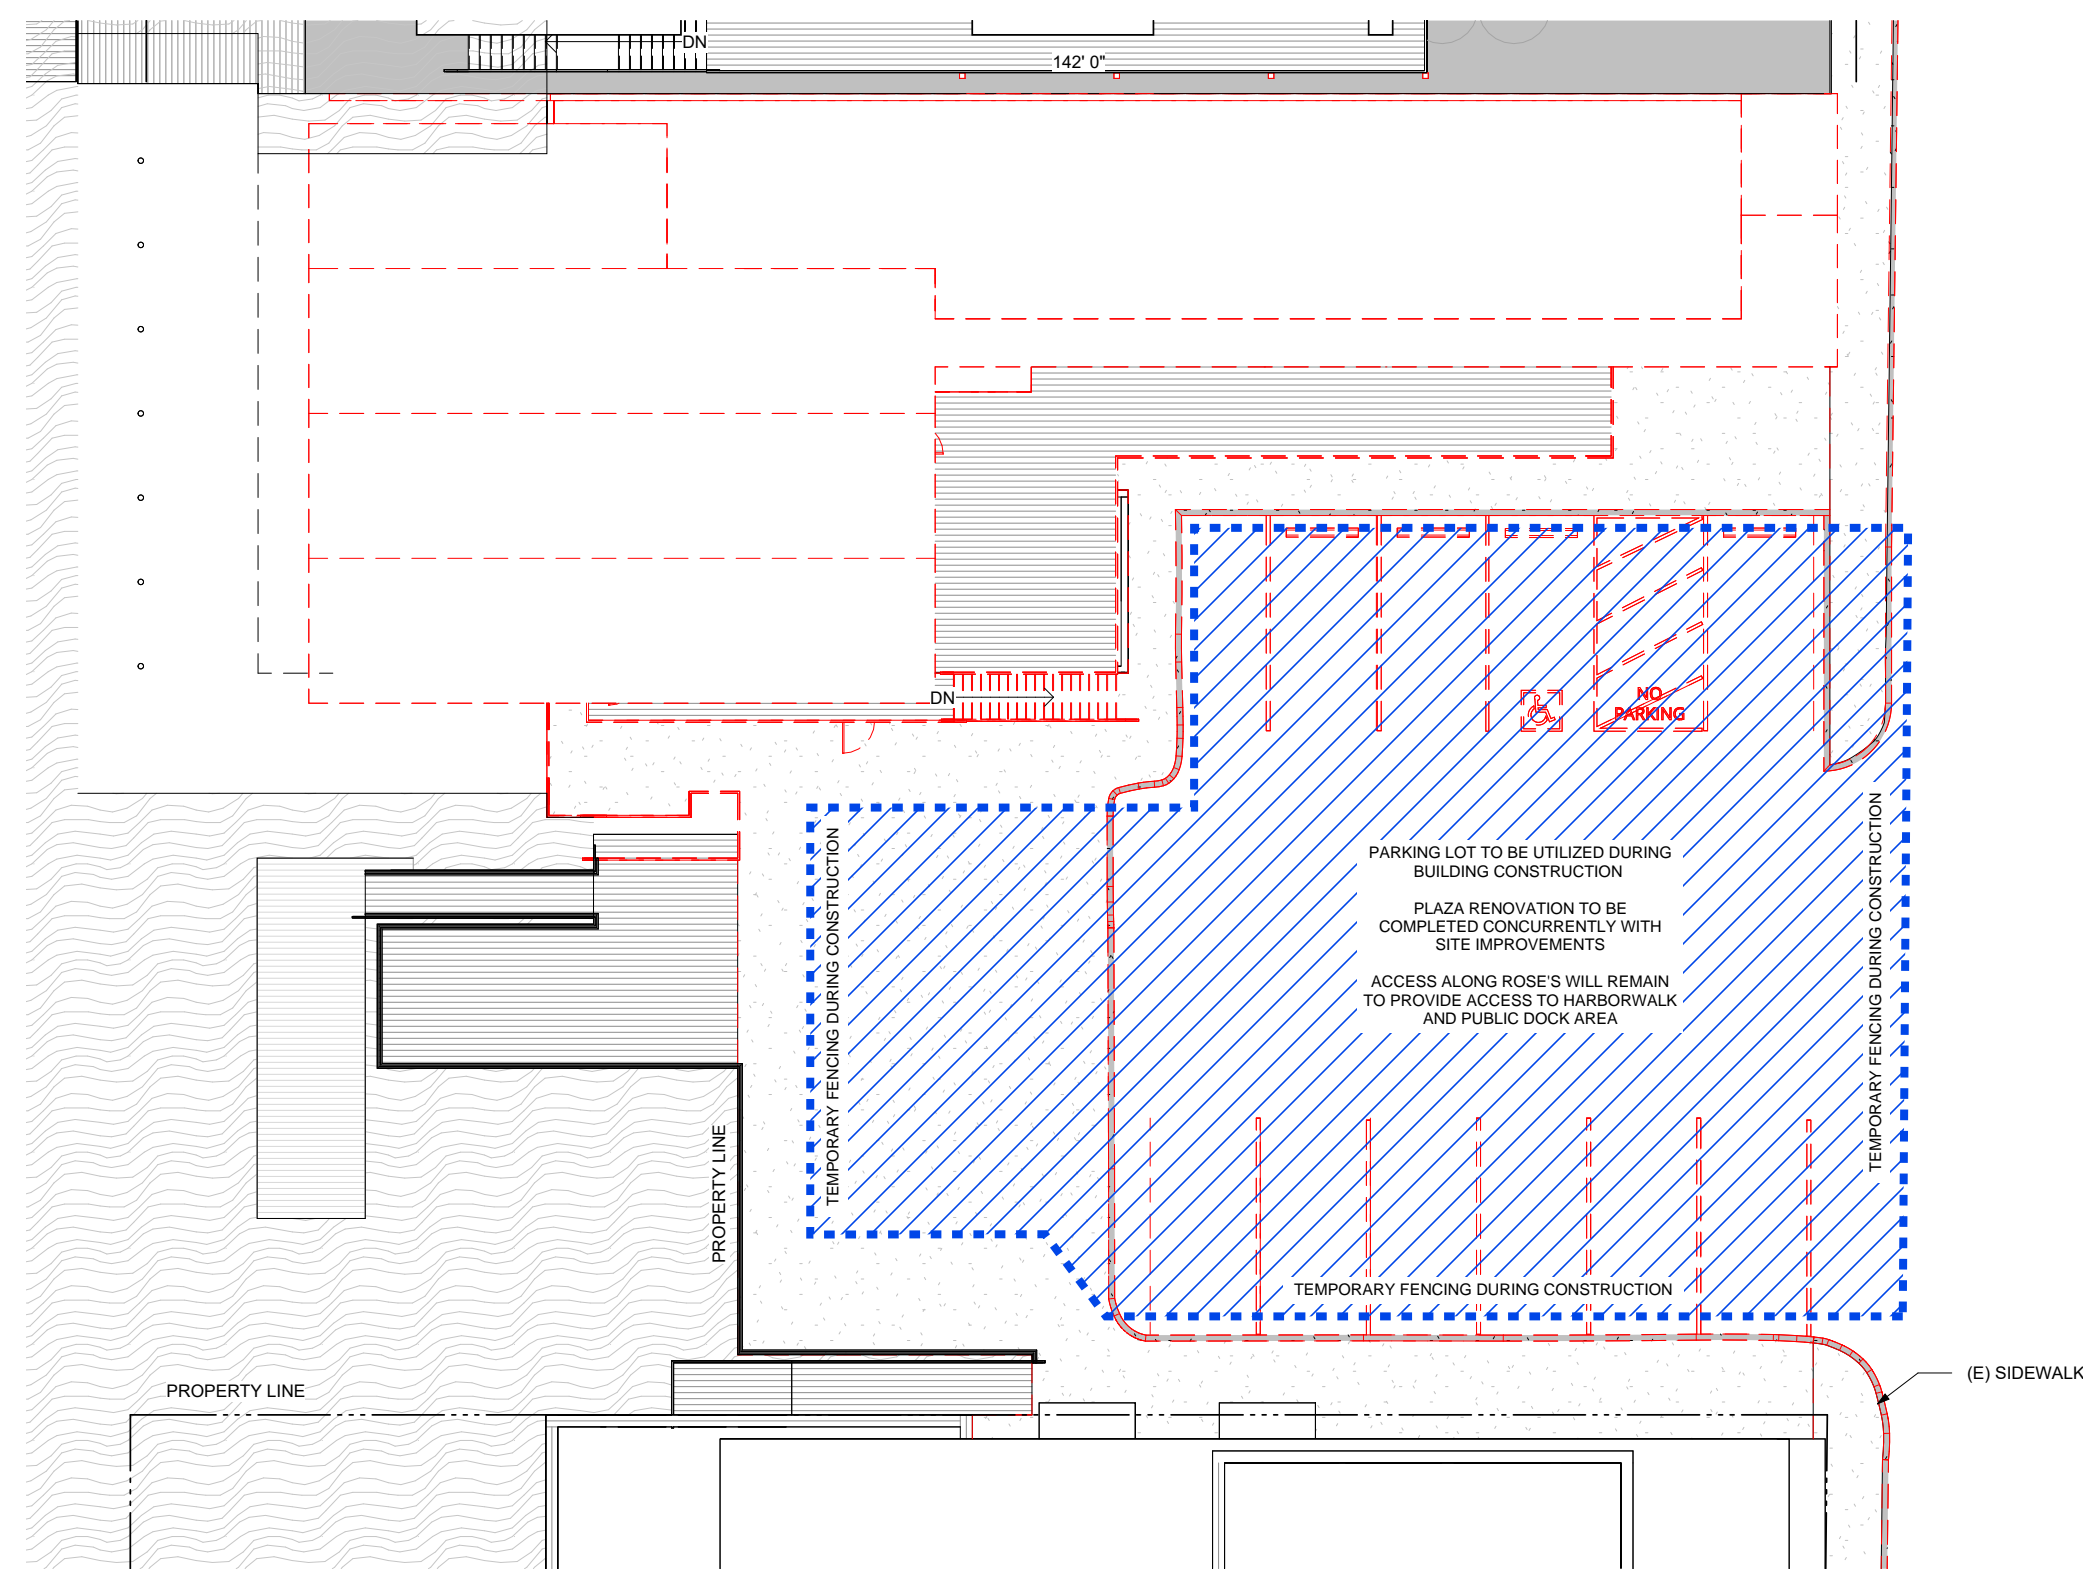 DN
142' 0"
DN
NO
PARKING
TEMPORARY FENCING DURING CONSTRUCTION
PARKING LOT TO BE UTILIZED DURING
BUILDING CONSTRUCTION
PLAZA RENOVATION TO BE
COMPLETED CONCURRENTLY WITH
SITE IMPROVEMENTS
ACCESS ALONG ROSE'S WILL REMAIN
TO PROVIDE ACCESS TO HARBORWALK
AND PUBLIC DOCK AREA
TEMPORARY FENCING DURING CONSTRUCTION
PROPERTY LINE
TEMPORARY FENCING DURING CONSTRUCTION
PROPERTY LINE
(E) SIDEWALK